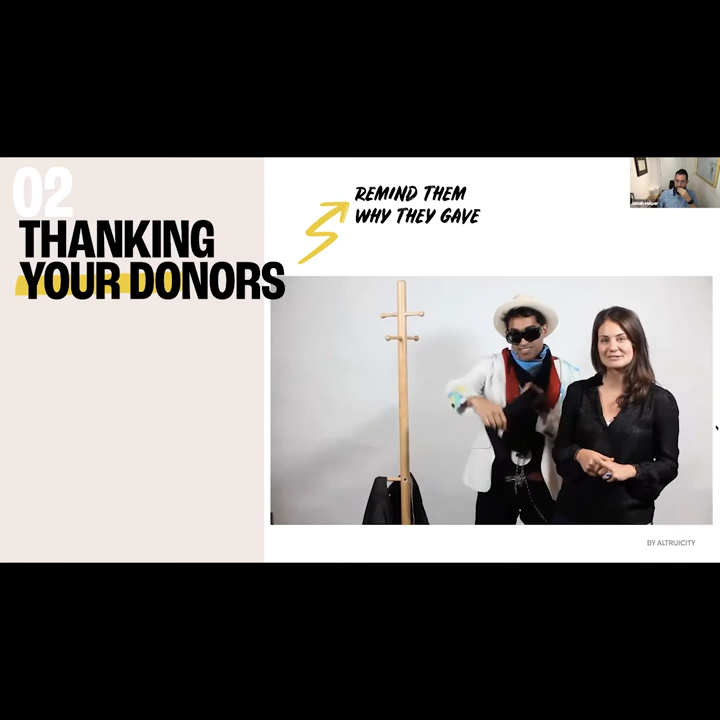 02
THANKING
YOUR DONORS
REMIND THEM
WHY THEY GAVE
BY ALTRUICITY